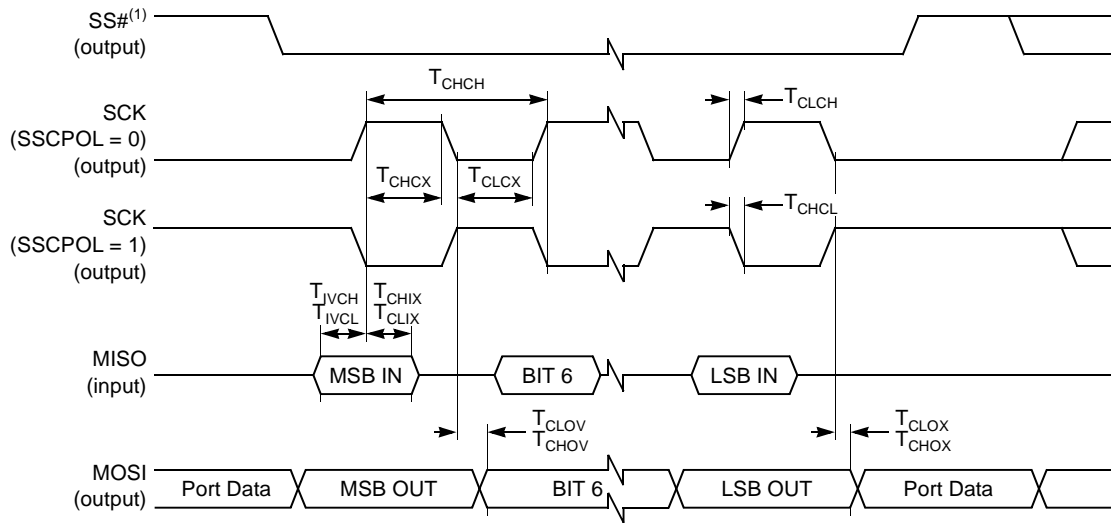 SS#(1)
(output)
TCHCH
TCLCH
SCK
(SSCPOL = 0)
(output)
TCHCX
TCLCX
TCHCL
SCK
(SSCPOL = 1)
(output)
TIVCH
TIVCL
TCHIX
TCLIX
MISO
(input)
MSB IN
BIT 6
LSB IN
TCLOV
TCHOV
TCLOX
TCHOX
MOSI
(output)
Port Data
MSB OUT
BIT 6
LSB OUT
Port Data